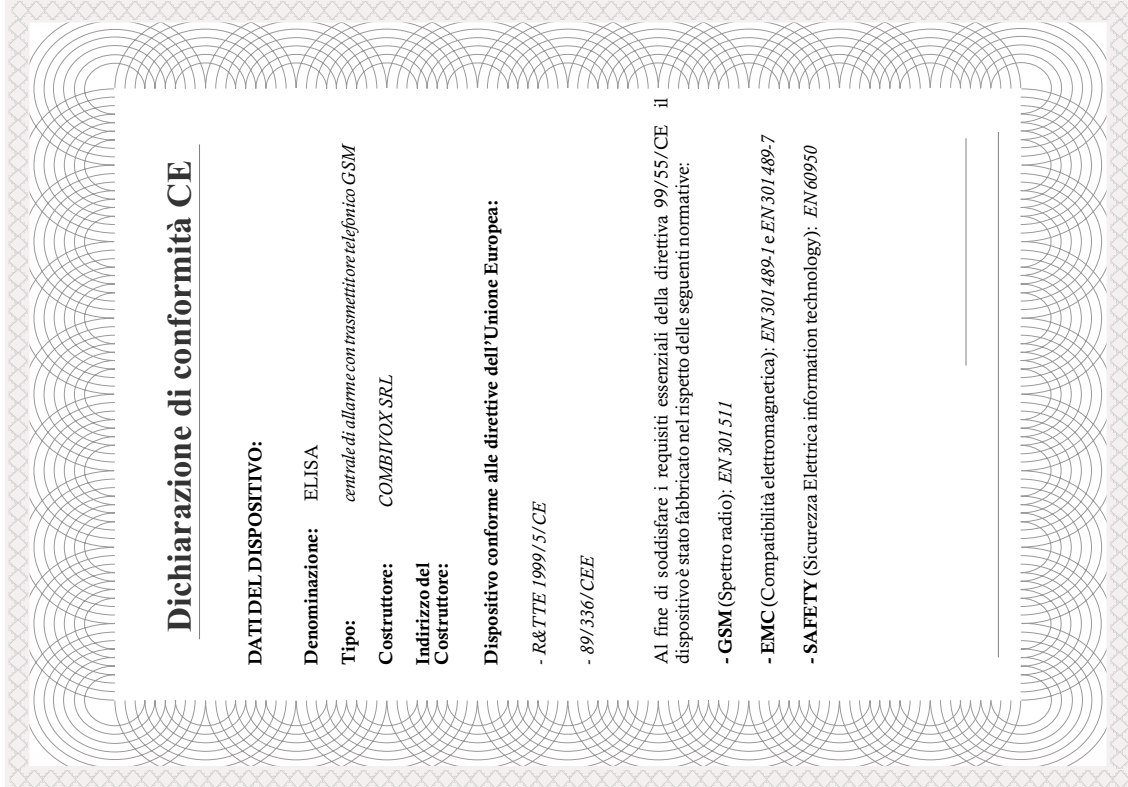 Dichiarazione di conformità CE
DATI DEL DISPOSITIVO:
Denominazione: ELISA
Tipo: centrale di allarme con trasmettitore telefonico GSM
Costruttore: COMBIVOX SRL
Indirizzo del
Costruttore:
Dispositivo conforme alle direttive dell'Unione Europea:
- R&TTE 1999/5/CE
- 89/336/CEE
Al fine di soddisfare i requisiti essenziali della direttiva 99/55/CE il
dispositivo è stato fabbricato nel rispetto delle seguenti normative:
- GSM (Spettro radio): EN 301 511
- EMC (Compatibilità elettromagnetica): EN 301 489-1 e EN 301 489-7
- SAFETY (Sicurezza Elettrica information technology): EN 60950